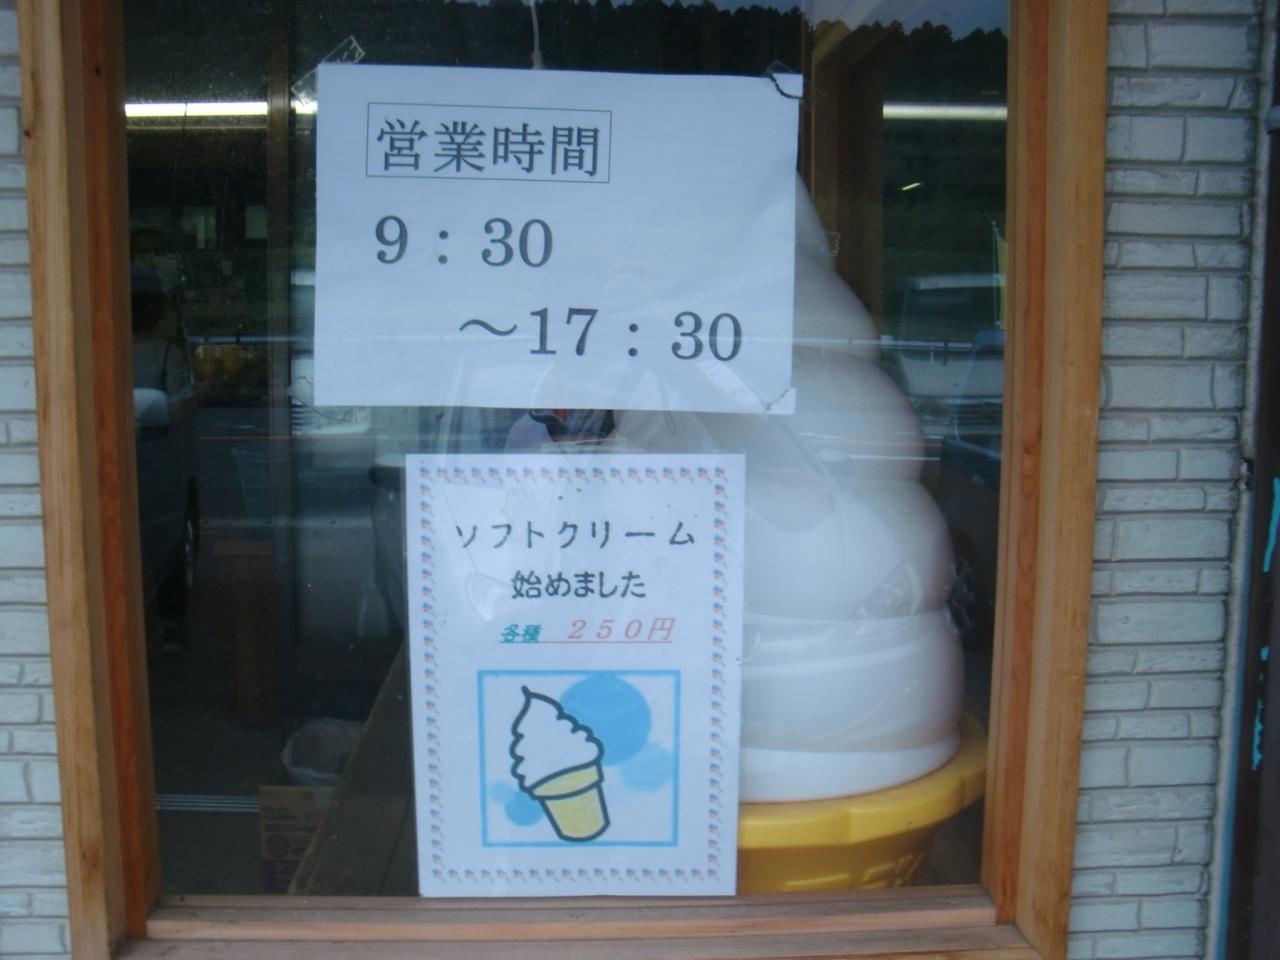 営業時間
9：30
～17：30
ソフトクリーム
始めました
各種　２５０円